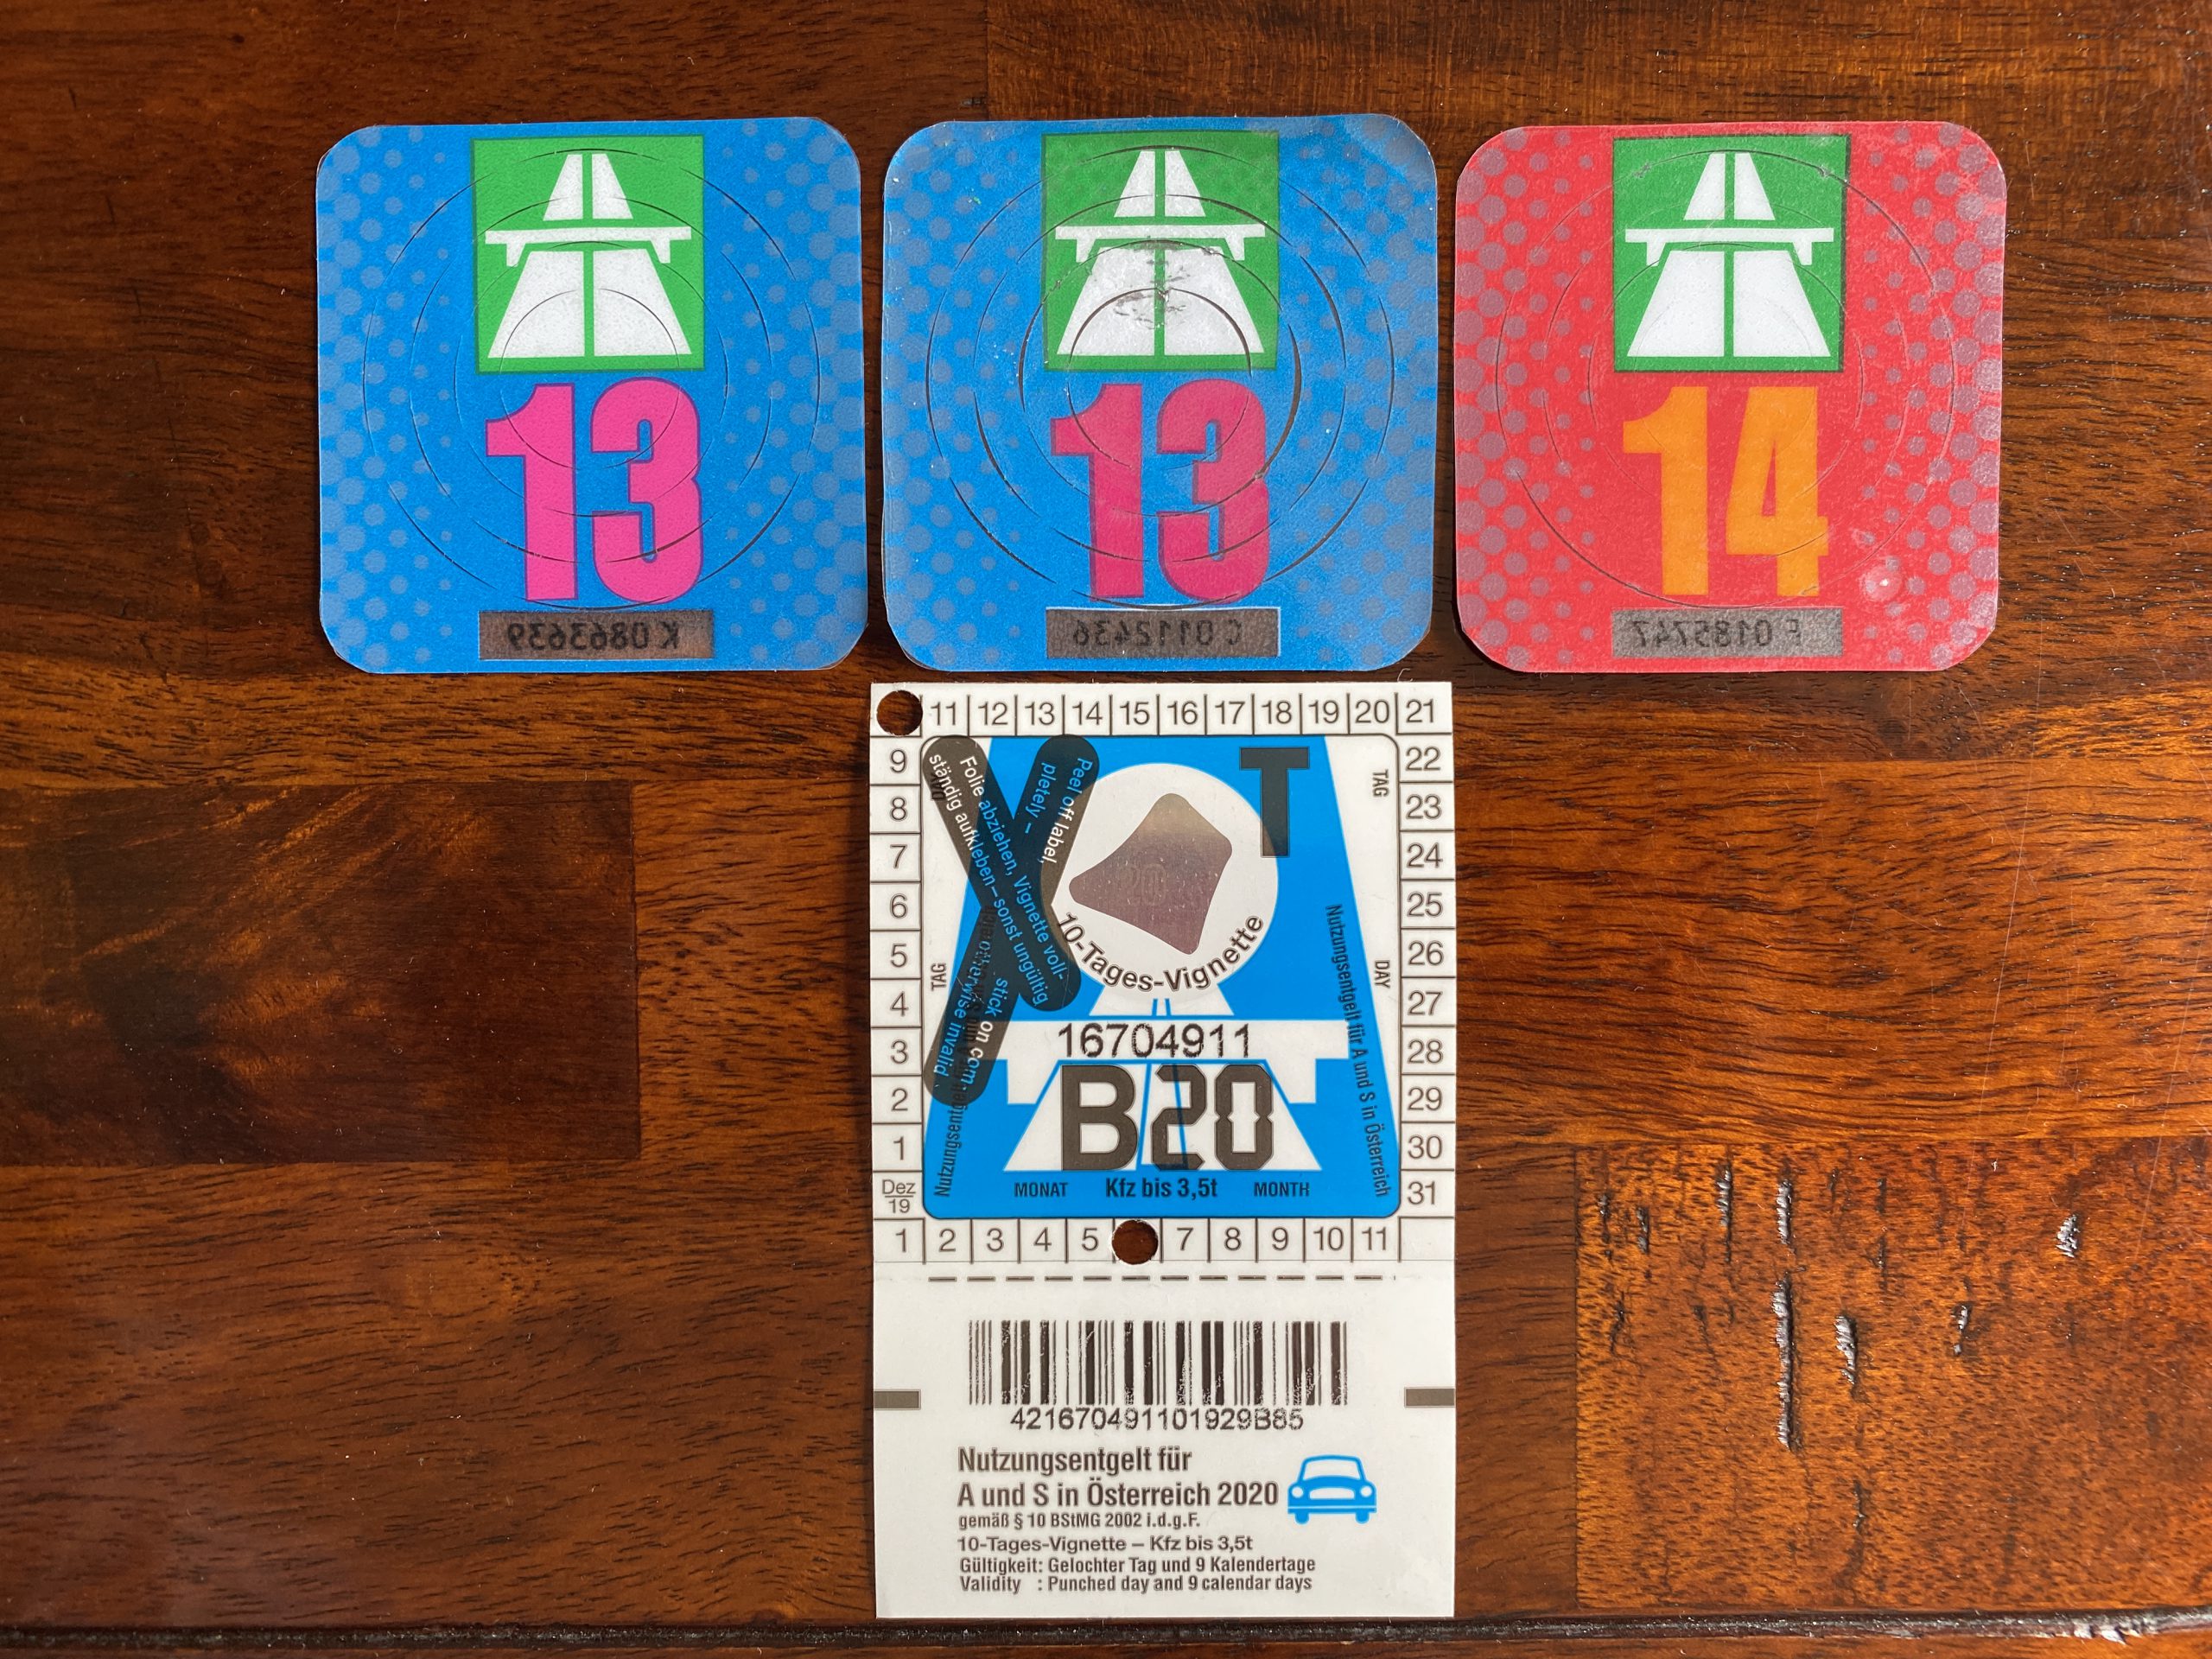 13
K 0863639
13
C 0112436
14
F 0185747
11 12 13 14 15 16 17 18 19 20 21
9
8
7
6
5
4
3
2
1
Dez
19
22
23
24
25
26
27
28
29
30
31
TAG
TAG
DAY
T
Folie abziehen, Vignette voll-
ständig aufkleben – sonst ungültig
Peel off label, stick on com-
pletely – otherwise invalid
20
10-Tages-Vignette
16704911
B20
Nutzungsentgelt für A und S in Österreich
MONAT Kfz bis 3,5t MONTH
1 2 3 4 5 7 8 9 10 11
421670491101929B85
Nutzungsentgelt für
A und S in Österreich 2020
gemäß § 10 BStMG 2002 i.d.g.F.
10-Tages-Vignette – Kfz bis 3,5t
Gültigkeit: Gelochter Tag und 9 Kalendertage
Validity : Punched day and 9 calendar days